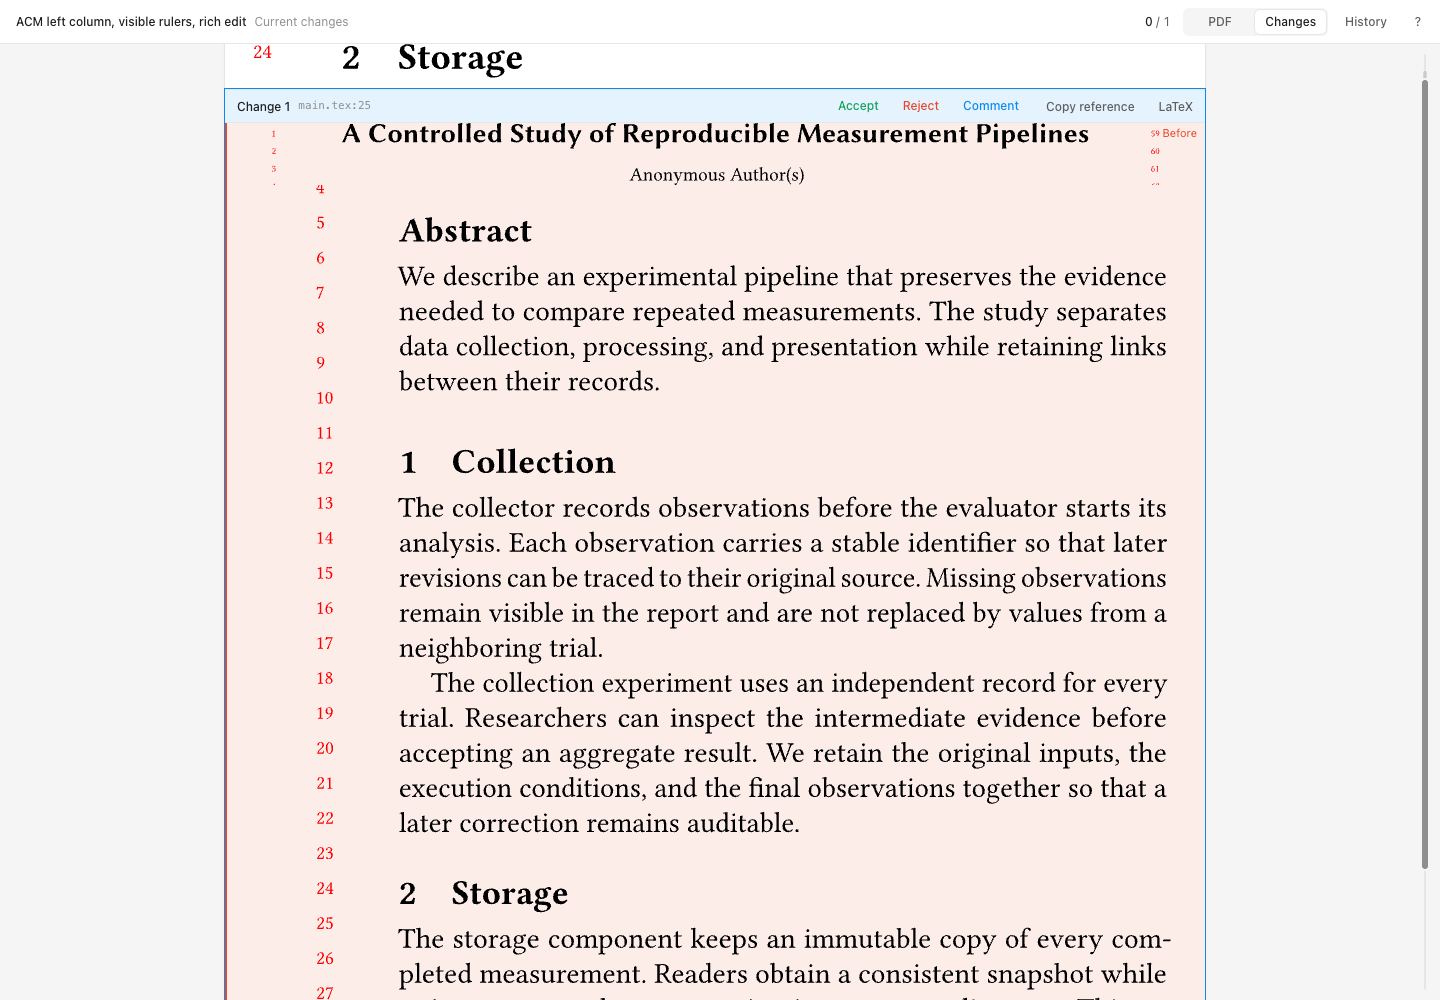 ACM left column, visible rulers, rich edit Current changes 0 / 1 PDF Changes History ?
24 2 Storage
Change 1 main.tex:25 Accept Reject Comment Copy reference LaTeX
1 A Controlled Study of Reproducible Measurement Pipelines 59 Before
2 60
3 Anonymous Author(s) 61
4
5 Abstract
6 We describe an experimental pipeline that preserves the evidence
7 needed to compare repeated measurements. The study separates
8 data collection, processing, and presentation while retaining links
9 between their records.
10
11
12 1 Collection
13 The collector records observations before the evaluator starts its
14 analysis. Each observation carries a stable identifier so that later
15 revisions can be traced to their original source. Missing observations
16 remain visible in the report and are not replaced by values from a
17 neighboring trial.
18 The collection experiment uses an independent record for every
19 trial. Researchers can inspect the intermediate evidence before
20 accepting an aggregate result. We retain the original inputs, the
21 execution conditions, and the final observations together so that a
22 later correction remains auditable.
23
24 2 Storage
25 The storage component keeps an immutable copy of every com-
26 pleted measurement. Readers obtain a consistent snapshot while
27